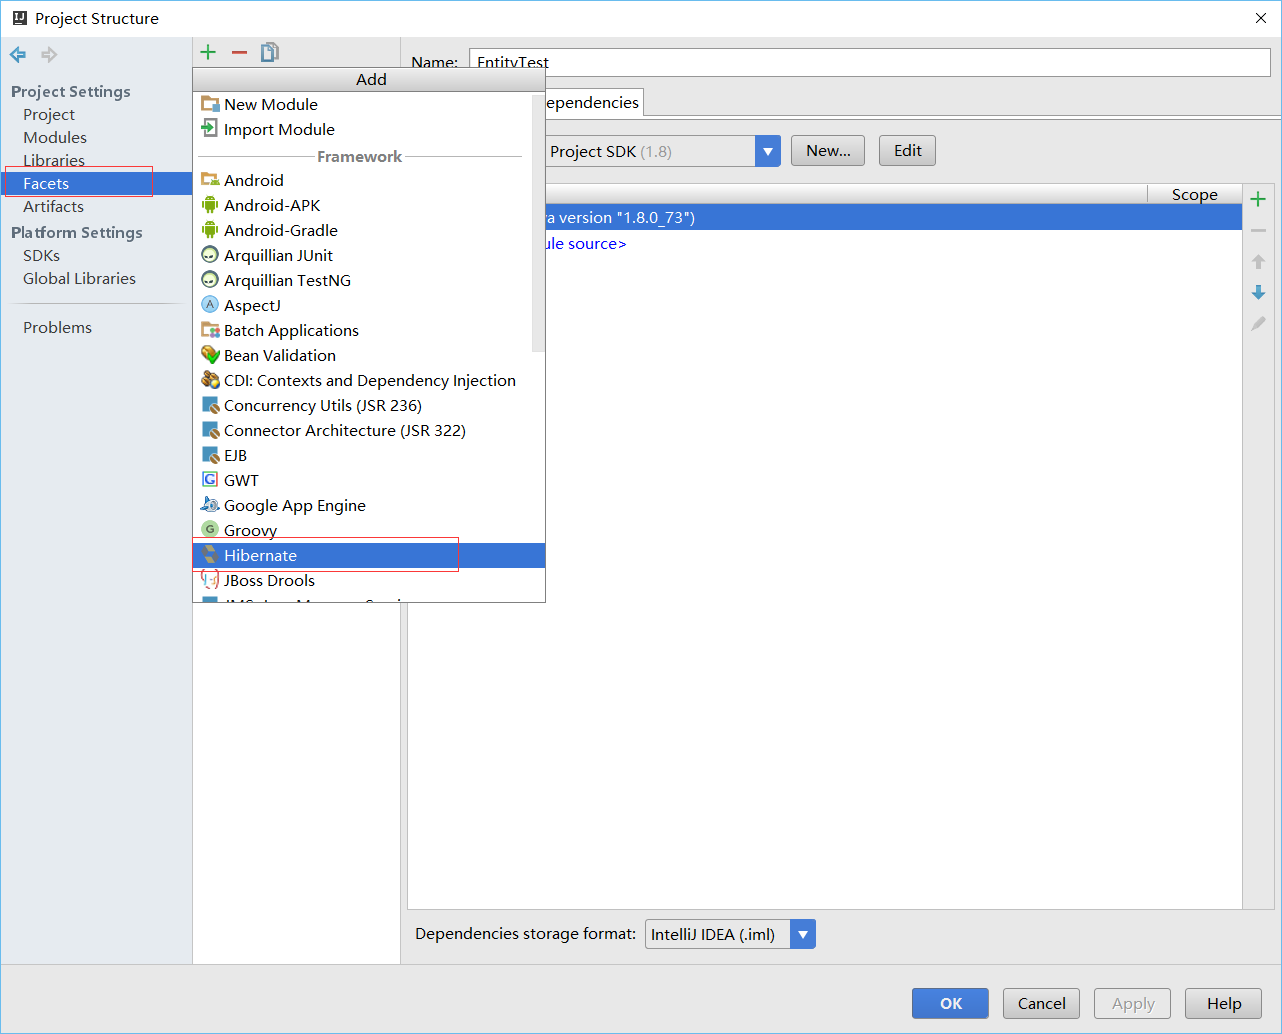 Project Structure
Project Settings
Project
Modules
Libraries
Facets
Artifacts
Platform Settings
SDKs
Global Libraries
Problems
Add
New Module
Import Module
Framework
Android
Android-APK
Android-Gradle
Arquillian JUnit
Arquillian TestNG
AspectJ
Batch Applications
Bean Validation
CDI: Contexts and Dependency Injection
Concurrency Utils (JSR 236)
Connector Architecture (JSR 322)
EJB
GWT
Google App Engine
Groovy
Hibernate
JBoss Drools
Name: EntityTest
ependencies
Project SDK (1.8) New... Edit
Scope
a version "1.8.0_73")
ule source>
Dependencies storage format: IntelliJ IDEA (.iml)
OK Cancel Apply Help